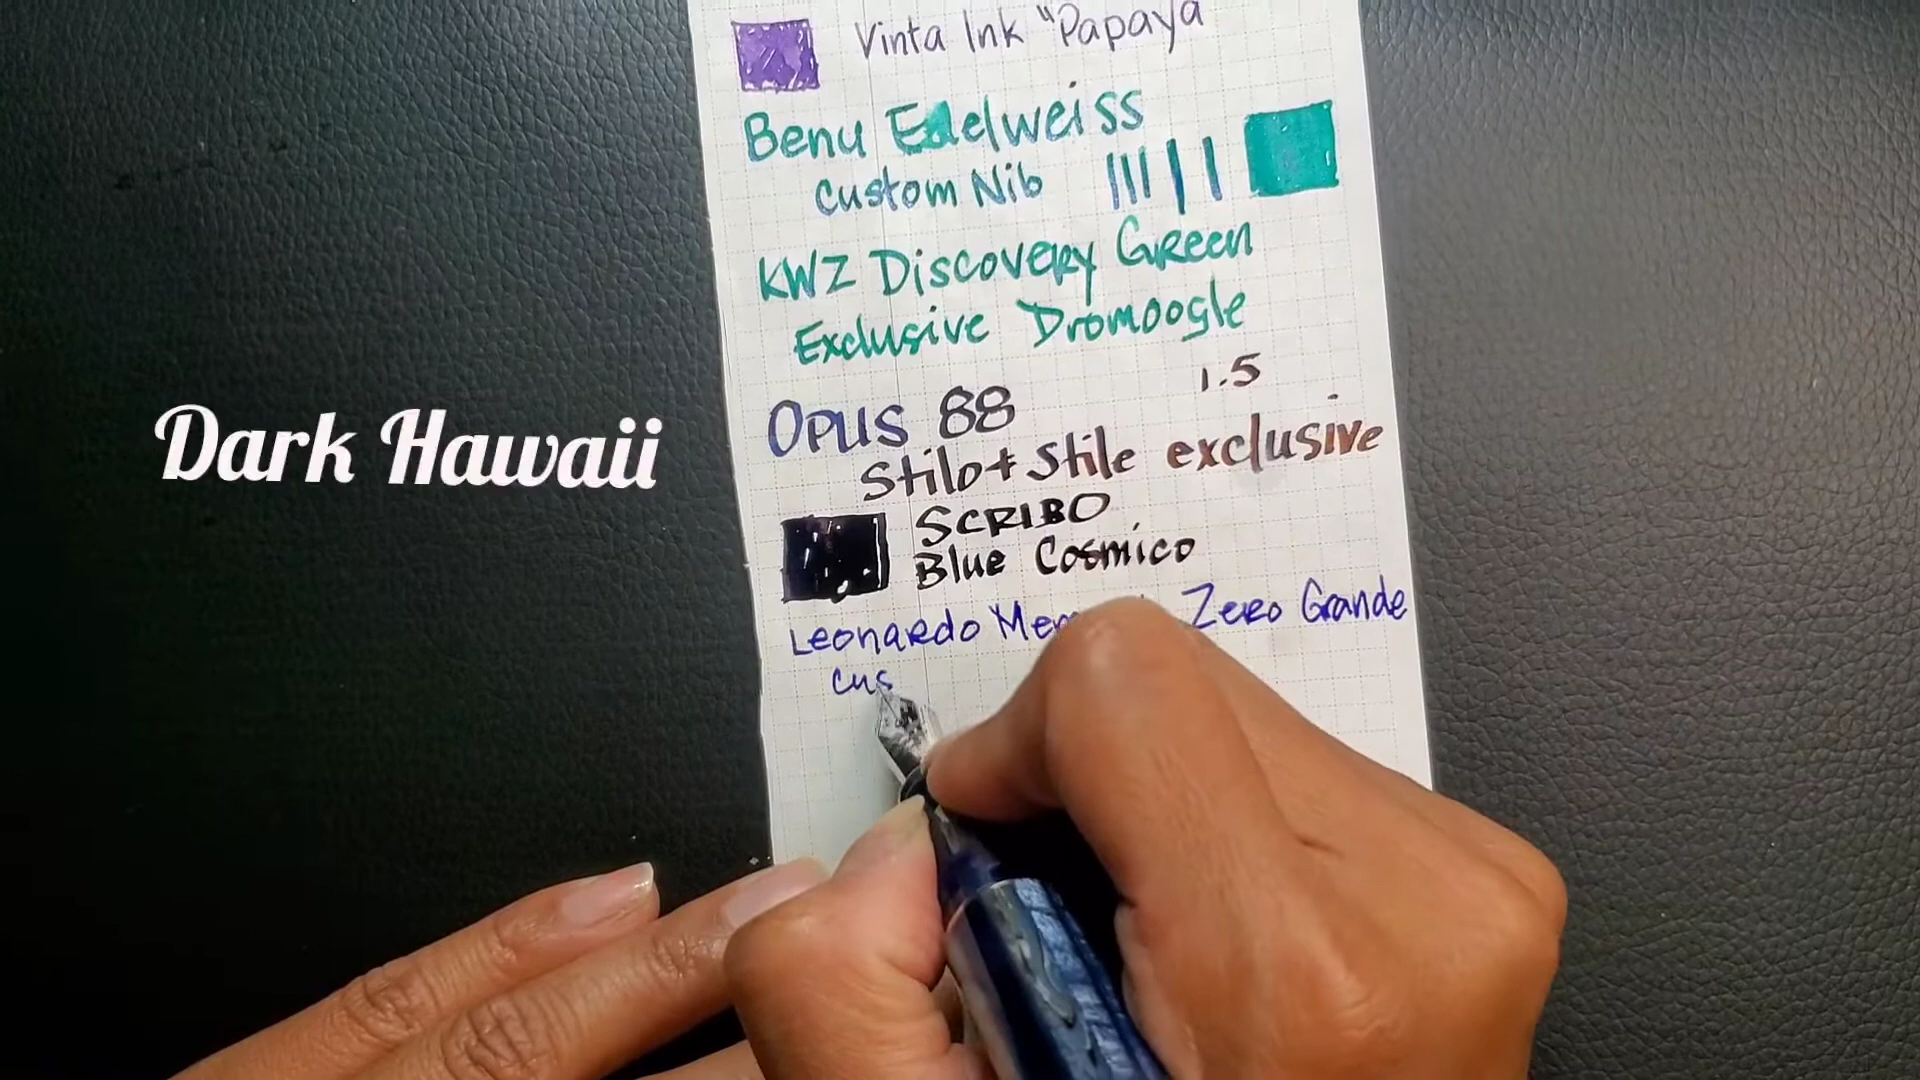 Vinta Ink "Papaya
Benu Edelweiss
Custom Nib
KWZ Discovery Green
Exclusive Dromoogle
1.5
Opus 88
Stilo + Stile exclusive
SCRIBO
Blue Cosmico
Leonardo Zero Grande
cus
Dark Hawaii